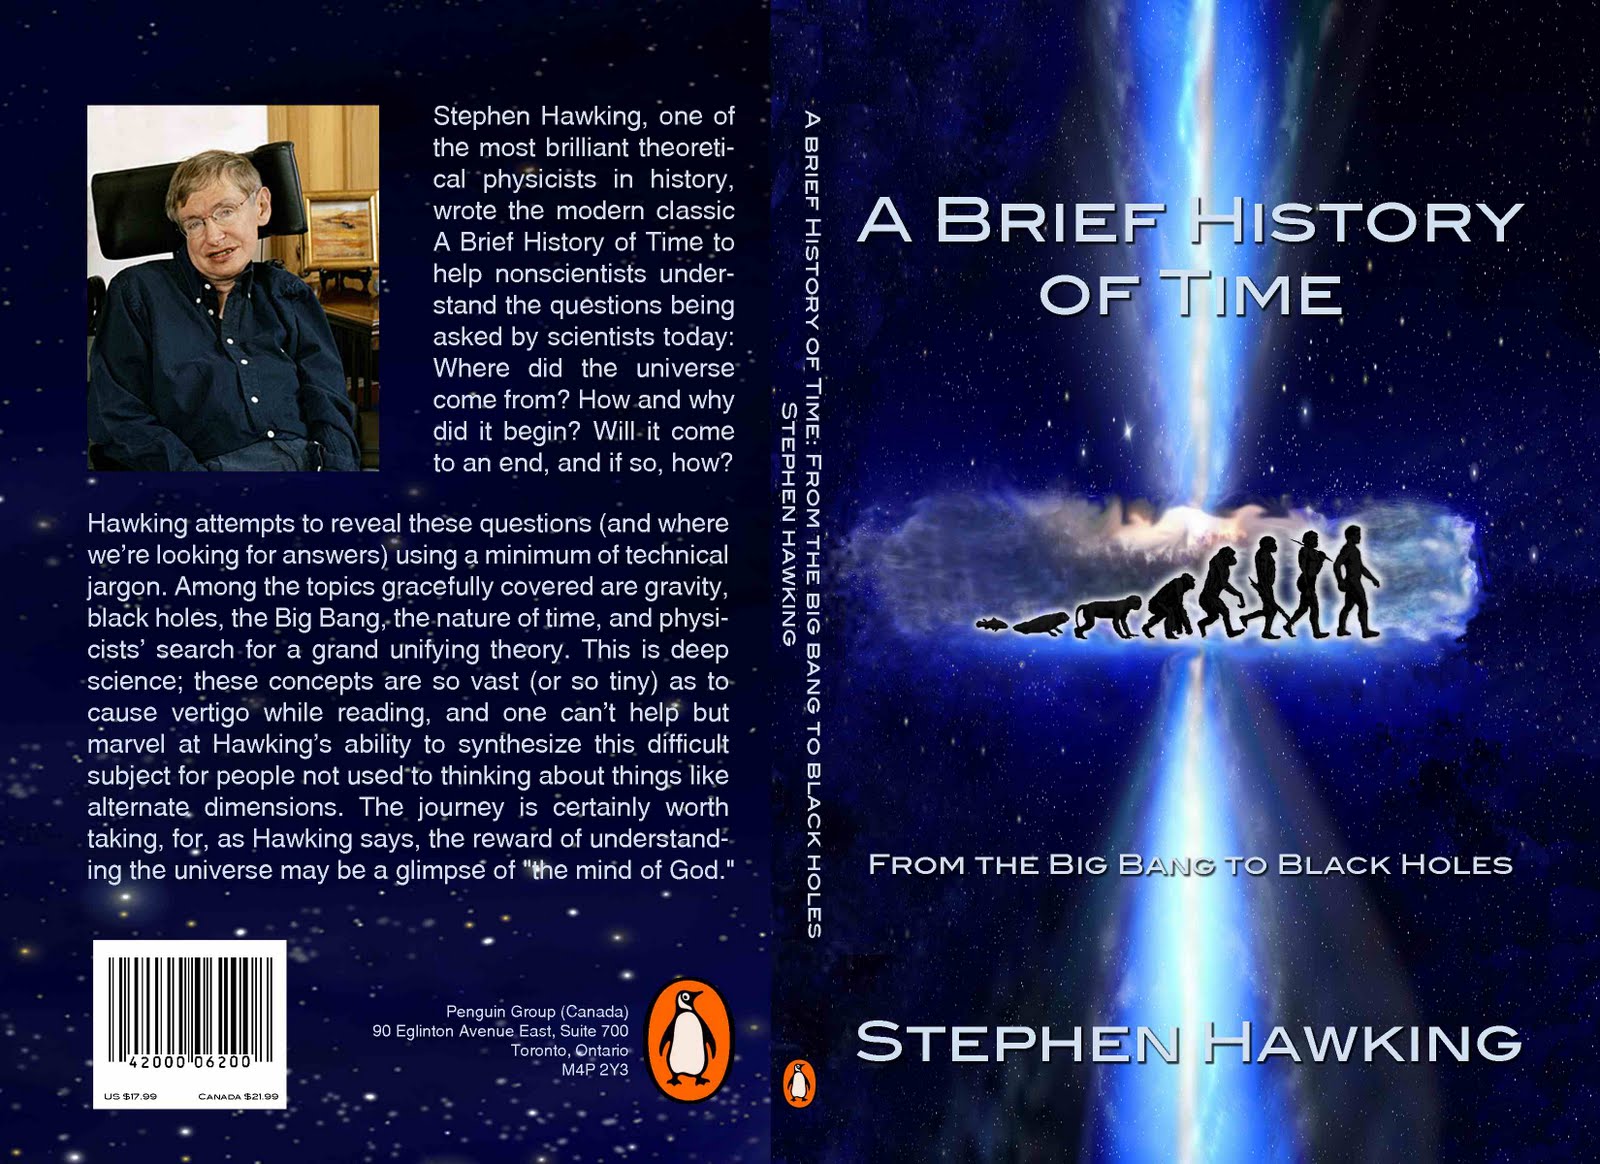 Stephen Hawking, one of
the most brilliant theoreti-
cal physicists in history,
wrote the modern classic
A Brief History of Time to
help nonscientists under-
stand the questions being
asked by scientists today:
Where did the universe
come from? How and why
did it begin? Will it come
to an end, and if so, how?
Hawking attempts to reveal these questions (and where
we're looking for answers) using a minimum of technical
jargon. Among the topics gracefully covered are gravity,
black holes, the Big Bang, the nature of time, and physi-
cists' search for a grand unifying theory. This is deep
science; these concepts are so vast (or so tiny) as to
cause vertigo while reading, and one can't help but
marvel at Hawking's ability to synthesize this difficult
subject for people not used to thinking about things like
alternate dimensions. The journey is certainly worth
taking, for, as Hawking says, the reward of understand-
ing the universe may be a glimpse of "the mind of God."
42000 06200
US $17.99 Canada $21.99
Penguin Group (Canada)
90 Eglinton Avenue East, Suite 700
Toronto, Ontario
M4P 2Y3
A Brief History of Time: From the Big Bang to Black Holes
Stephen Hawking
A Brief History
of Time
From the Big Bang to Black Holes
Stephen Hawking